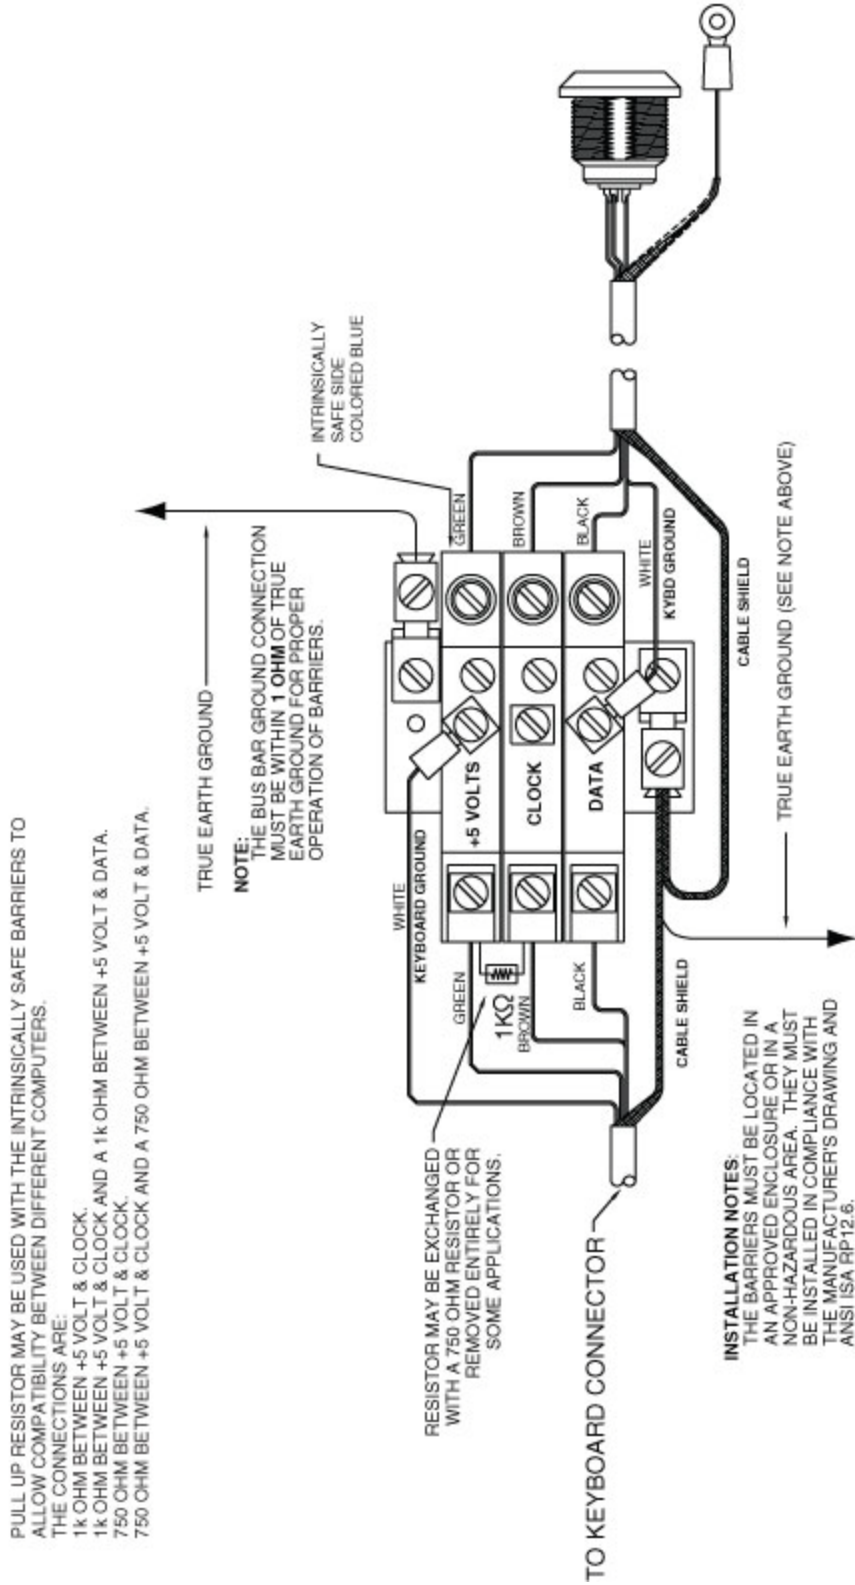 PULL UP RESISTOR MAY BE USED WITH THE INTRINSICALLY SAFE BARRIERS TO
ALLOW COMPATIBILITY BETWEEN DIFFERENT COMPUTERS.
THE CONNECTIONS ARE:
1k OHM BETWEEN +5 VOLT & CLOCK.
1k OHM BETWEEN +5 VOLT & CLOCK AND A 1k OHM BETWEEN +5 VOLT & DATA.
750 OHM BETWEEN +5 VOLT & CLOCK.
750 OHM BETWEEN +5 VOLT & CLOCK AND A 750 OHM BETWEEN +5 VOLT & DATA.
TRUE EARTH GROUND
NOTE:
THE BUS BAR GROUND CONNECTION
MUST BE WITHIN 1 OHM OF TRUE
EARTH GROUND FOR PROPER
OPERATION OF BARRIERS.
INTRINSICALLY
SAFE SIDE
COLORED BLUE
WHITE
KEYBOARD GROUND
GREEN
1KΩ
BROWN
BLACK
CABLE SHIELD
+5 VOLTS
CLOCK
DATA
GREEN
BROWN
BLACK
WHITE
KYBD GROUND
CABLE SHIELD
RESISTOR MAY BE EXCHANGED
WITH A 750 OHM RESISTOR OR
REMOVED ENTIRELY FOR
SOME APPLICATIONS.
TO KEYBOARD CONNECTOR
TRUE EARTH GROUND (SEE NOTE ABOVE)
INSTALLATION NOTES:
THE BARRIERS MUST BE LOCATED IN
AN APPROVED ENCLOSURE OR IN A
NON-HAZARDOUS AREA. THEY MUST
BE INSTALLED IN COMPLIANCE WITH
THE MANUFACTURER'S DRAWING AND
ANSI ISA RP12.6.